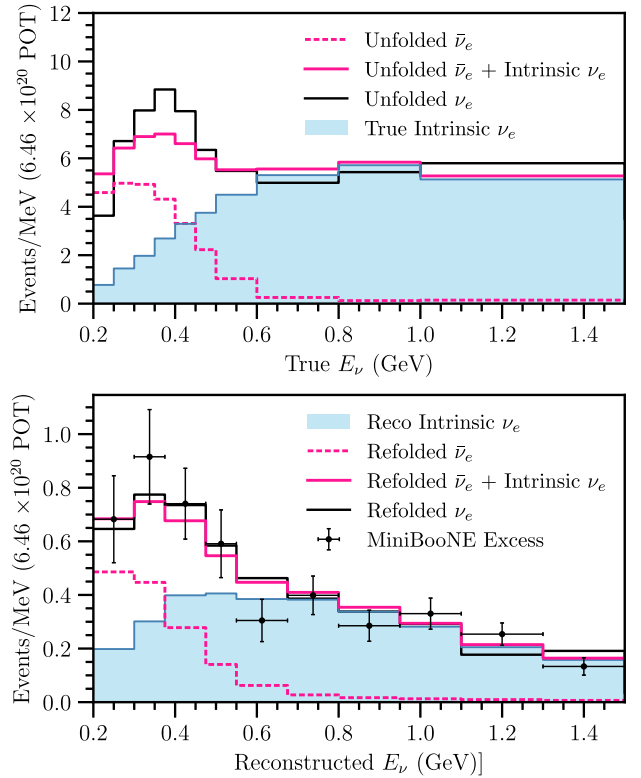 12
10
8
6
4
2
0
Events/MeV (6.46 ×10²⁰ POT)
Unfolded ν̄ₑ
Unfolded ν̄ₑ + Intrinsic νₑ
Unfolded νₑ
True Intrinsic νₑ
0.2 0.4 0.6 0.8 1.0 1.2 1.4
True E_ν (GeV)
1.0
0.8
0.6
0.4
0.2
0.0
Events/MeV (6.46 ×10²⁰ POT)
Reco Intrinsic νₑ
Refolded ν̄ₑ
Refolded ν̄ₑ + Intrinsic νₑ
Refolded νₑ
MiniBooNE Excess
0.2 0.4 0.6 0.8 1.0 1.2 1.4
Reconstructed E_ν (GeV)]